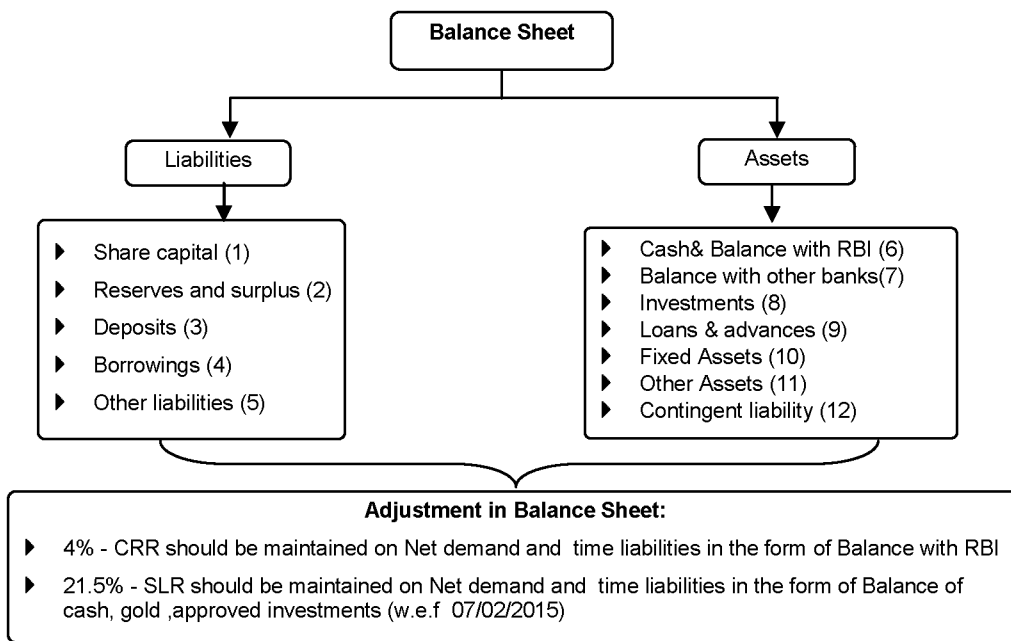 Balance Sheet
Liabilities
Assets
Share capital (1)
Reserves and surplus (2)
Deposits (3)
Borrowings (4)
Other liabilities (5)
Cash& Balance with RBI (6)
Balance with other banks(7)
Investments (8)
Loans & advances (9)
Fixed Assets (10)
Other Assets (11)
Contingent liability (12)
Adjustment in Balance Sheet:
4% - CRR should be maintained on Net demand and time liabilities in the form of Balance with RBI
21.5% - SLR should be maintained on Net demand and time liabilities in the form of Balance of
cash, gold ,approved investments (w.e.f 07/02/2015)